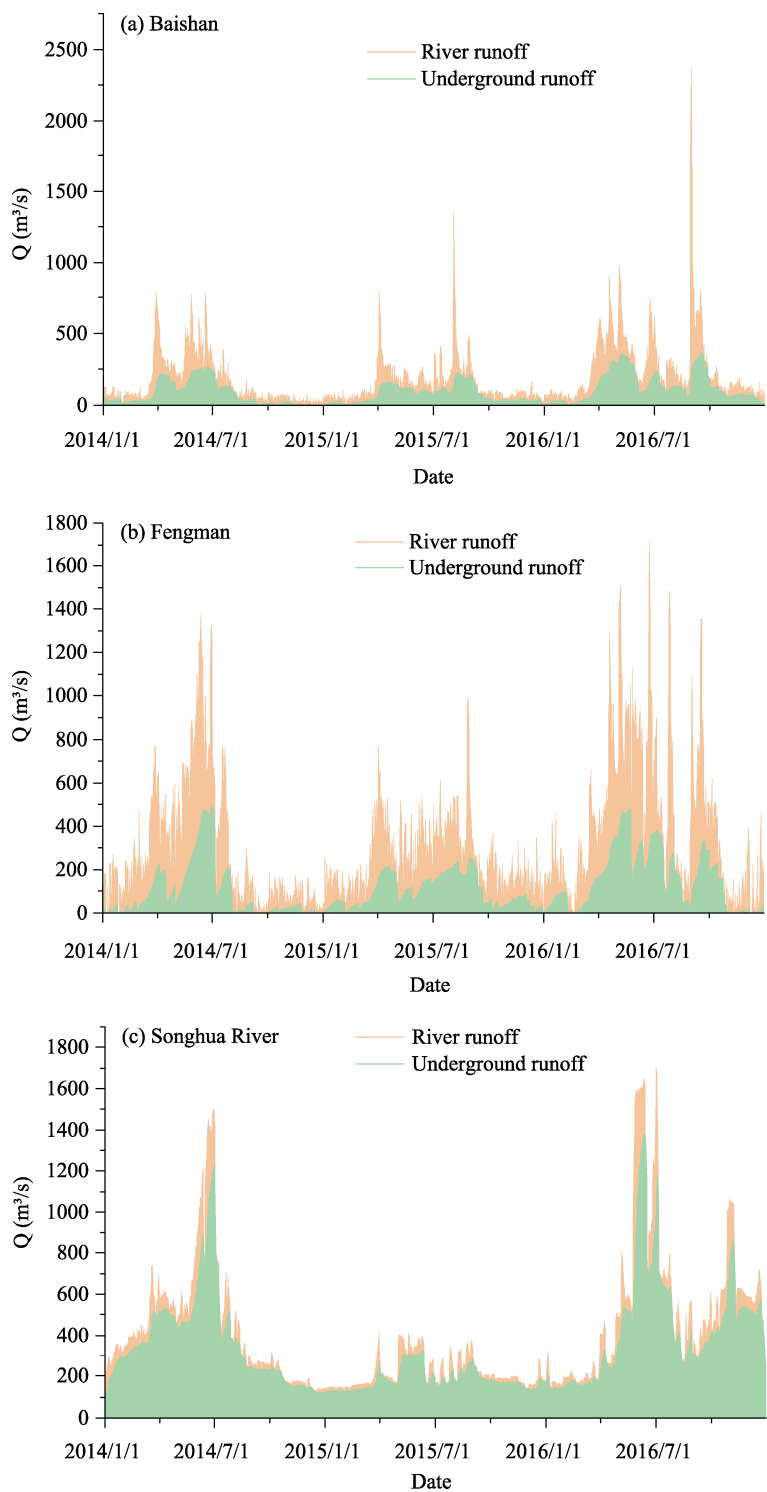 (a) Baishan
River runoff
Underground runoff
2500
2000
1500
1000
500
0
Q (m³/s)
2014/1/1 2014/7/1 2015/1/1 2015/7/1 2016/1/1 2016/7/1
Date
(b) Fengman
River runoff
Underground runoff
1800
1600
1400
1200
1000
800
600
400
200
0
Q (m³/s)
2014/1/1 2014/7/1 2015/1/1 2015/7/1 2016/1/1 2016/7/1
Date
(c) Songhua River
River runoff
Underground runoff
1800
1600
1400
1200
1000
800
600
400
200
0
Q (m³/s)
2014/1/1 2014/7/1 2015/1/1 2015/7/1 2016/1/1 2016/7/1
Date